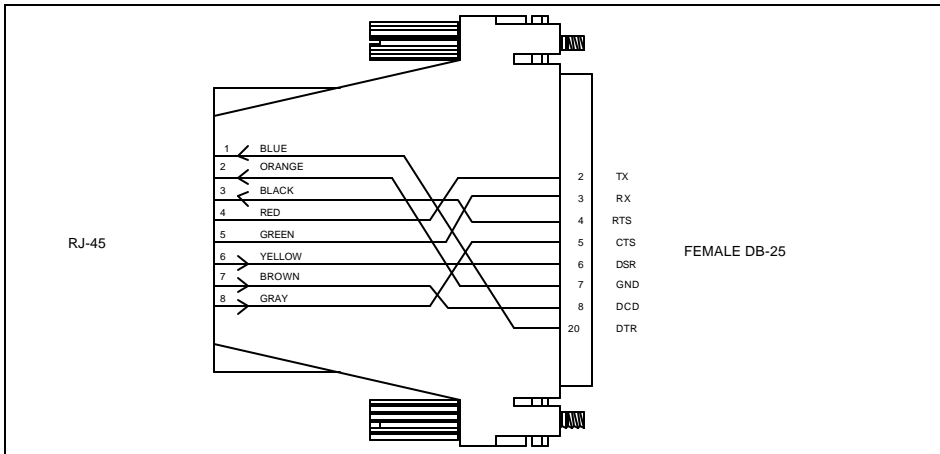 1 BLUE
2 ORANGE
3 BLACK
4 RED
5 GREEN
6 YELLOW
7 BROWN
8 GRAY
RJ-45
2 TX
3 RX
4 RTS
5 CTS
6 DSR
7 GND
8 DCD
20 DTR
FEMALE DB-25